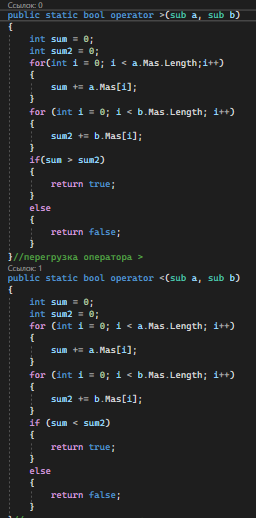 Ссылок: 0
public static bool operator >(sub a, sub b)
{
int sum = 0;
int sum2 = 0;
for(int i = 0; i < a.Mas.Length;i++)
{
sum += a.Mas[i];
}
for (int i = 0; i < b.Mas.Length; i++)
{
sum2 += b.Mas[i];
}
if(sum > sum2)
{
return true;
}
else
{
return false;
}
}//перегрузка оператора >
Ссылок: 1
public static bool operator <(sub a, sub b)
{
int sum = 0;
int sum2 = 0;
for (int i = 0; i < a.Mas.Length; i++)
{
sum += a.Mas[i];
}
for (int i = 0; i < b.Mas.Length; i++)
{
sum2 += b.Mas[i];
}
if (sum < sum2)
{
return true;
}
else
{
return false;
}